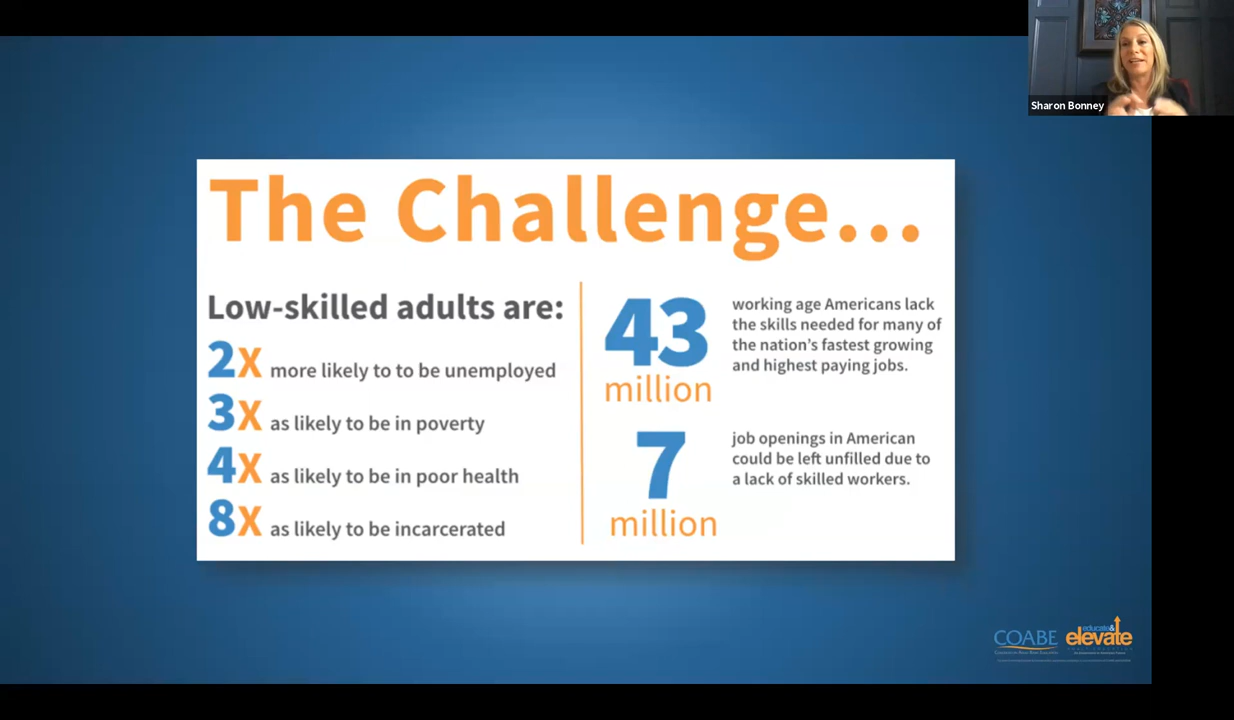 Sharon Bonney
The Challenge...
Low-skilled adults are:
2X more likely to to be unemployed
3X as likely to be in poverty
4X as likely to be in poor health
8X as likely to be incarcerated
43
million
working age Americans lack
the skills needed for many of
the nation's fastest growing
and highest paying jobs.
7
million
job openings in American
could be left unfilled due to
a lack of skilled workers.
COABE
educate&
elevate